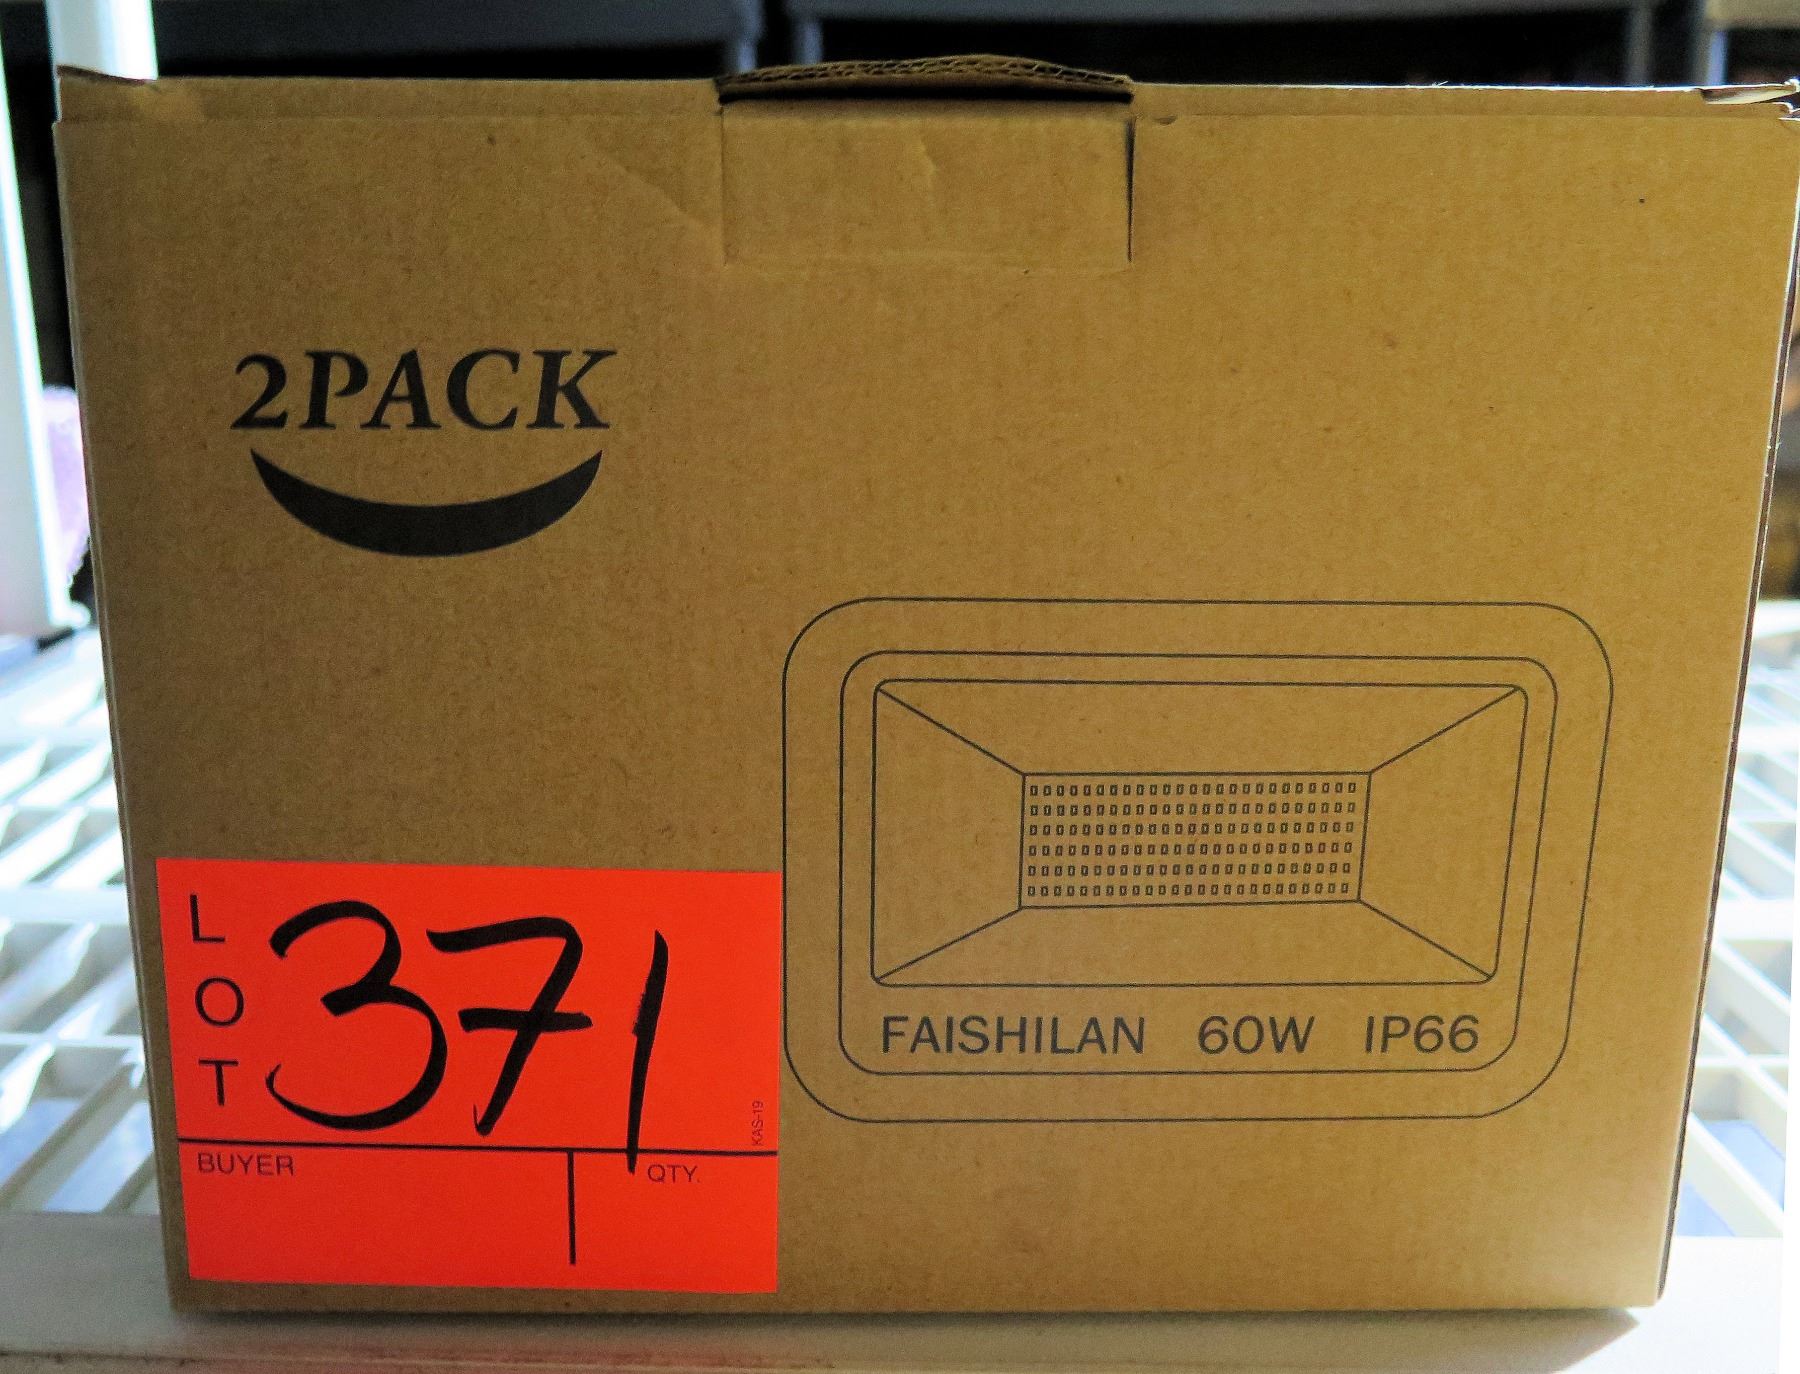 2PACK
FAISHILAN 60W IP66
LOT 371
KAS-19
BUYER QTY.